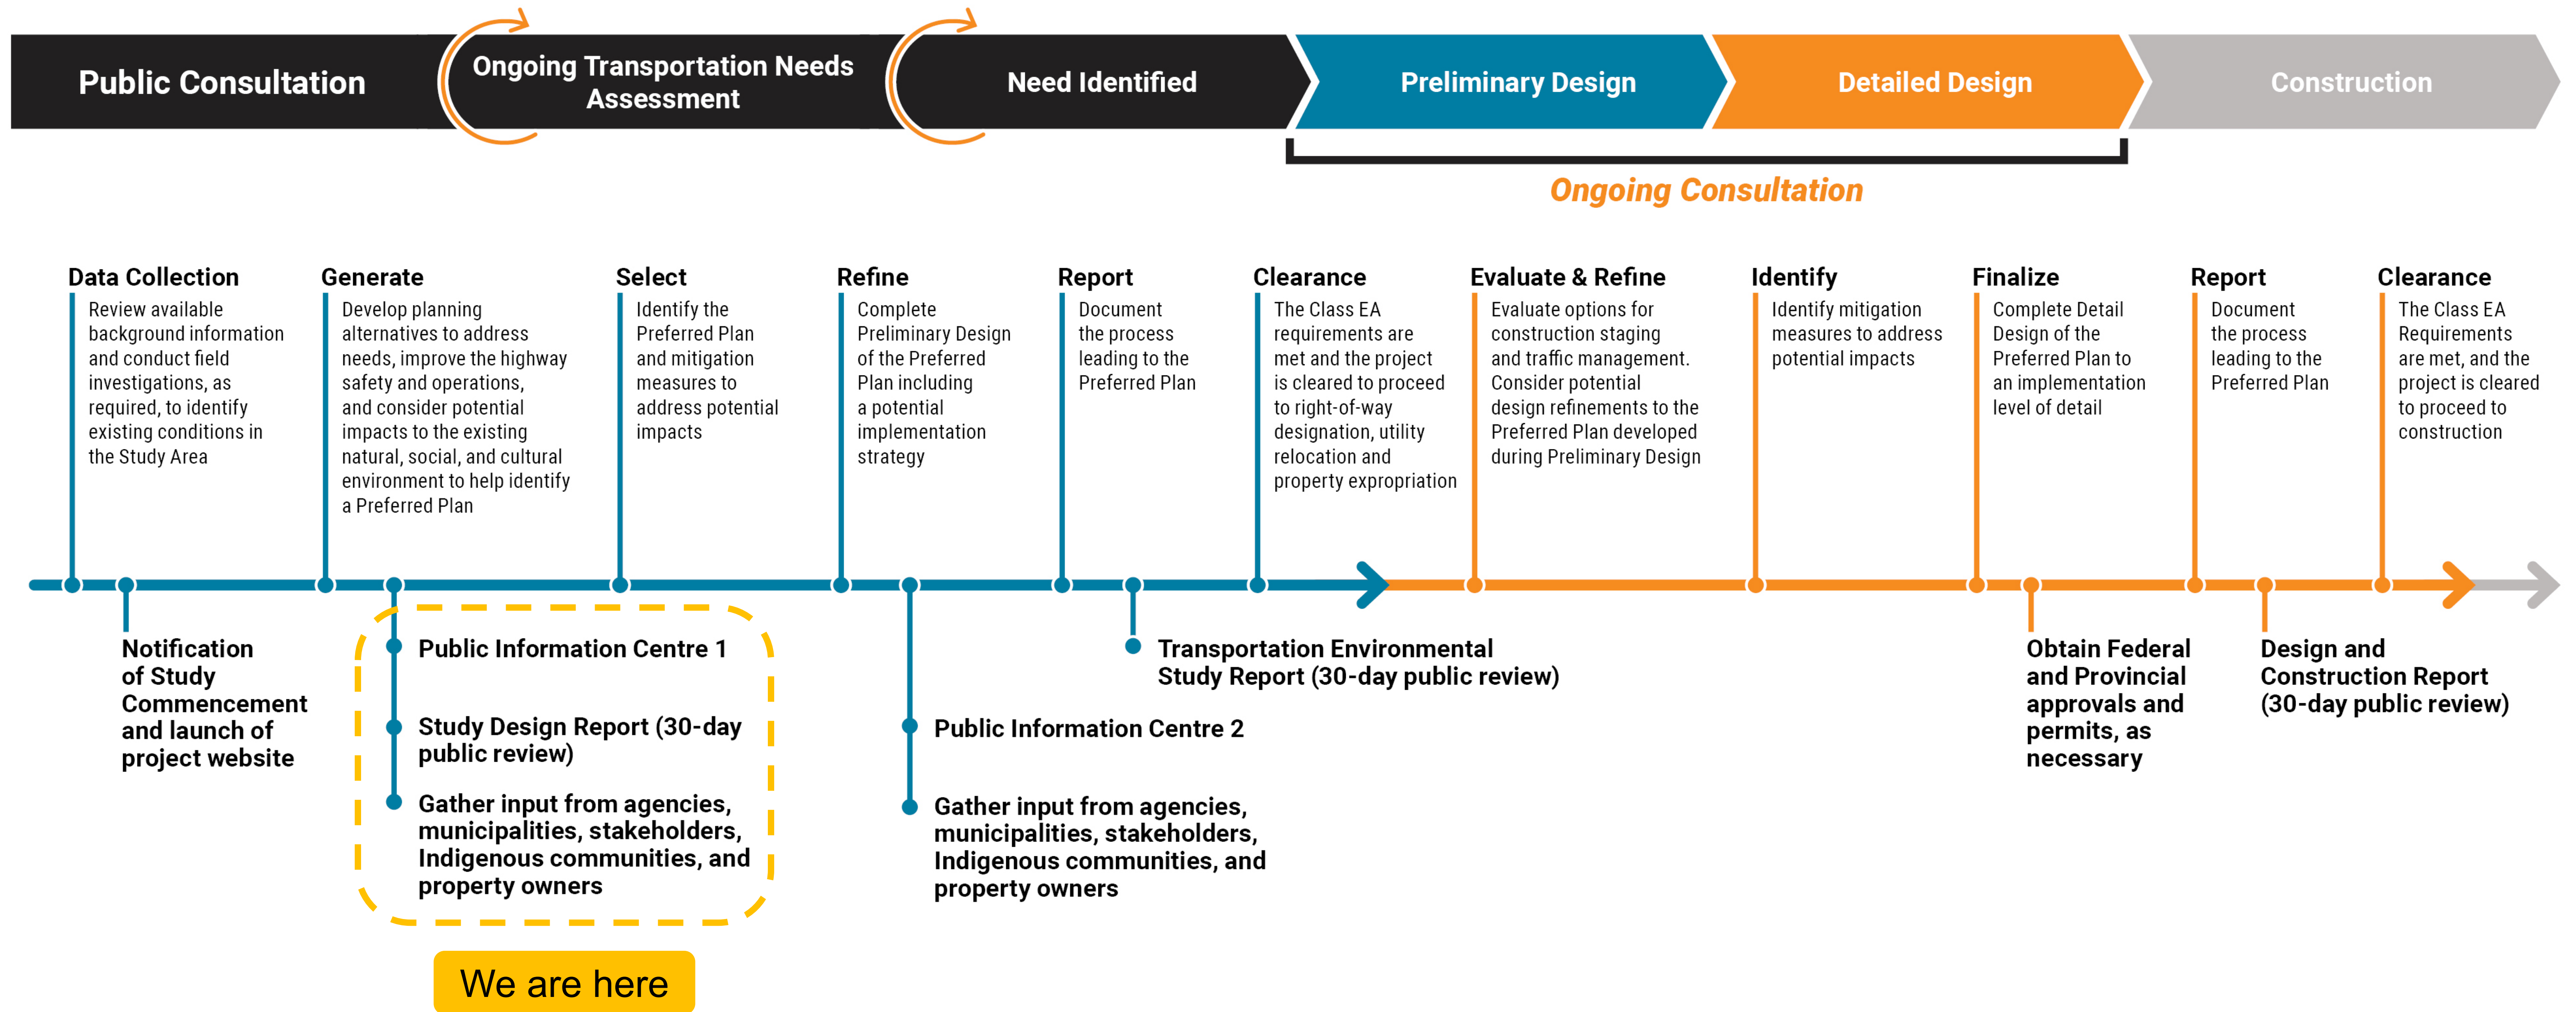 Public Consultation
Ongoing Transportation Needs
Assessment
Need Identified
Preliminary Design
Detailed Design
Construction
Ongoing Consultation
Data Collection
Review available
background information
and conduct field
investigations, as
required, to identify
existing conditions in
the Study Area
Generate
Develop planning
alternatives to address
needs, improve the highway
safety and operations,
and consider potential
impacts to the existing
natural, social, and cultural
environment to help identify
a Preferred Plan
Select
Identify the
Preferred Plan
and mitigation
measures to
address potential
impacts
Refine
Complete
Preliminary Design
of the Preferred
Plan including
a potential
implementation
strategy
Report
Document
the process
leading to the
Preferred Plan
Clearance
The Class EA
requirements are
met and the project
is cleared to proceed
to right-of-way
designation, utility
relocation and
property expropriation
Evaluate & Refine
Evaluate options for
construction staging
and traffic management.
Consider potential
design refinements to the
Preferred Plan developed
during Preliminary Design
Identify
Identify mitigation
measures to address
potential impacts
Finalize
Complete Detail
Design of the
Preferred Plan to
an implementation
level of detail
Report
Document
the process
leading to the
Preferred Plan
Clearance
The Class EA
Requirements
are met, and the
project is cleared
to proceed to
construction
Notification
of Study
Commencement
and launch of
project website
Public Information Centre 1
Study Design Report (30-day
public review)
Gather input from agencies,
municipalities, stakeholders,
Indigenous communities, and
property owners
We are here
Public Information Centre 2
Gather input from agencies,
municipalities, stakeholders,
Indigenous communities, and
property owners
Transportation Environmental
Study Report (30-day public review)
Obtain Federal
and Provincial
approvals and
permits, as
necessary
Design and
Construction Report
(30-day public review)